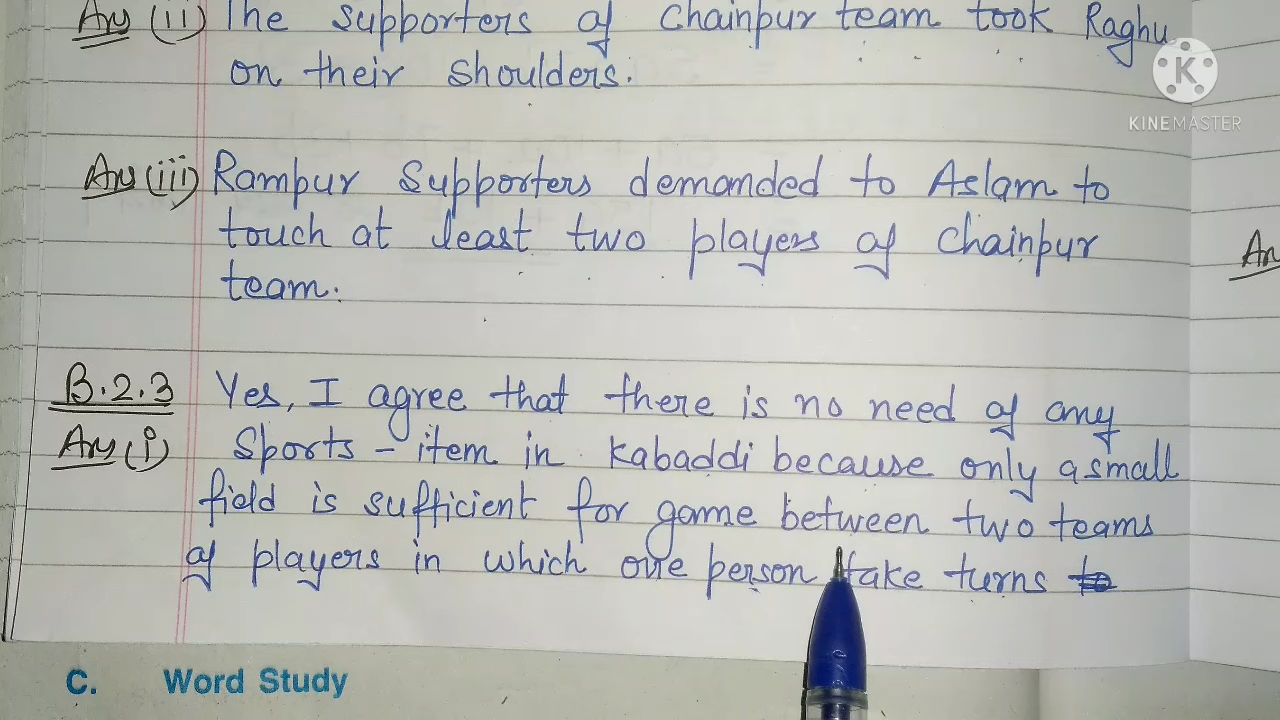 Ans (ii) The supporters of Chainpur team took Raghu
on their shoulders.
KINEMASTER
Ans (iii) Rampur Supporters demanded to Aslam to
touch at least two players of Chainpur
team.
An
B.2.3 Yes, I agree that there is no need of any
Ans (i) Sports - item in Kabaddi because only a small
field is sufficient for game between two teams
of players in which one person take turns
C. Word Study